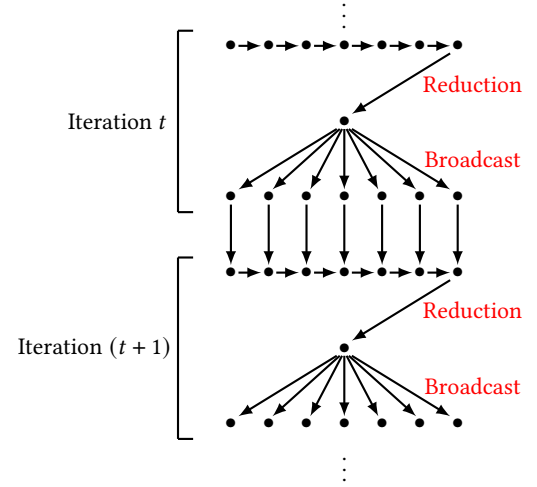 Reduction
Iteration t
Broadcast
Reduction
Iteration (t + 1)
Broadcast